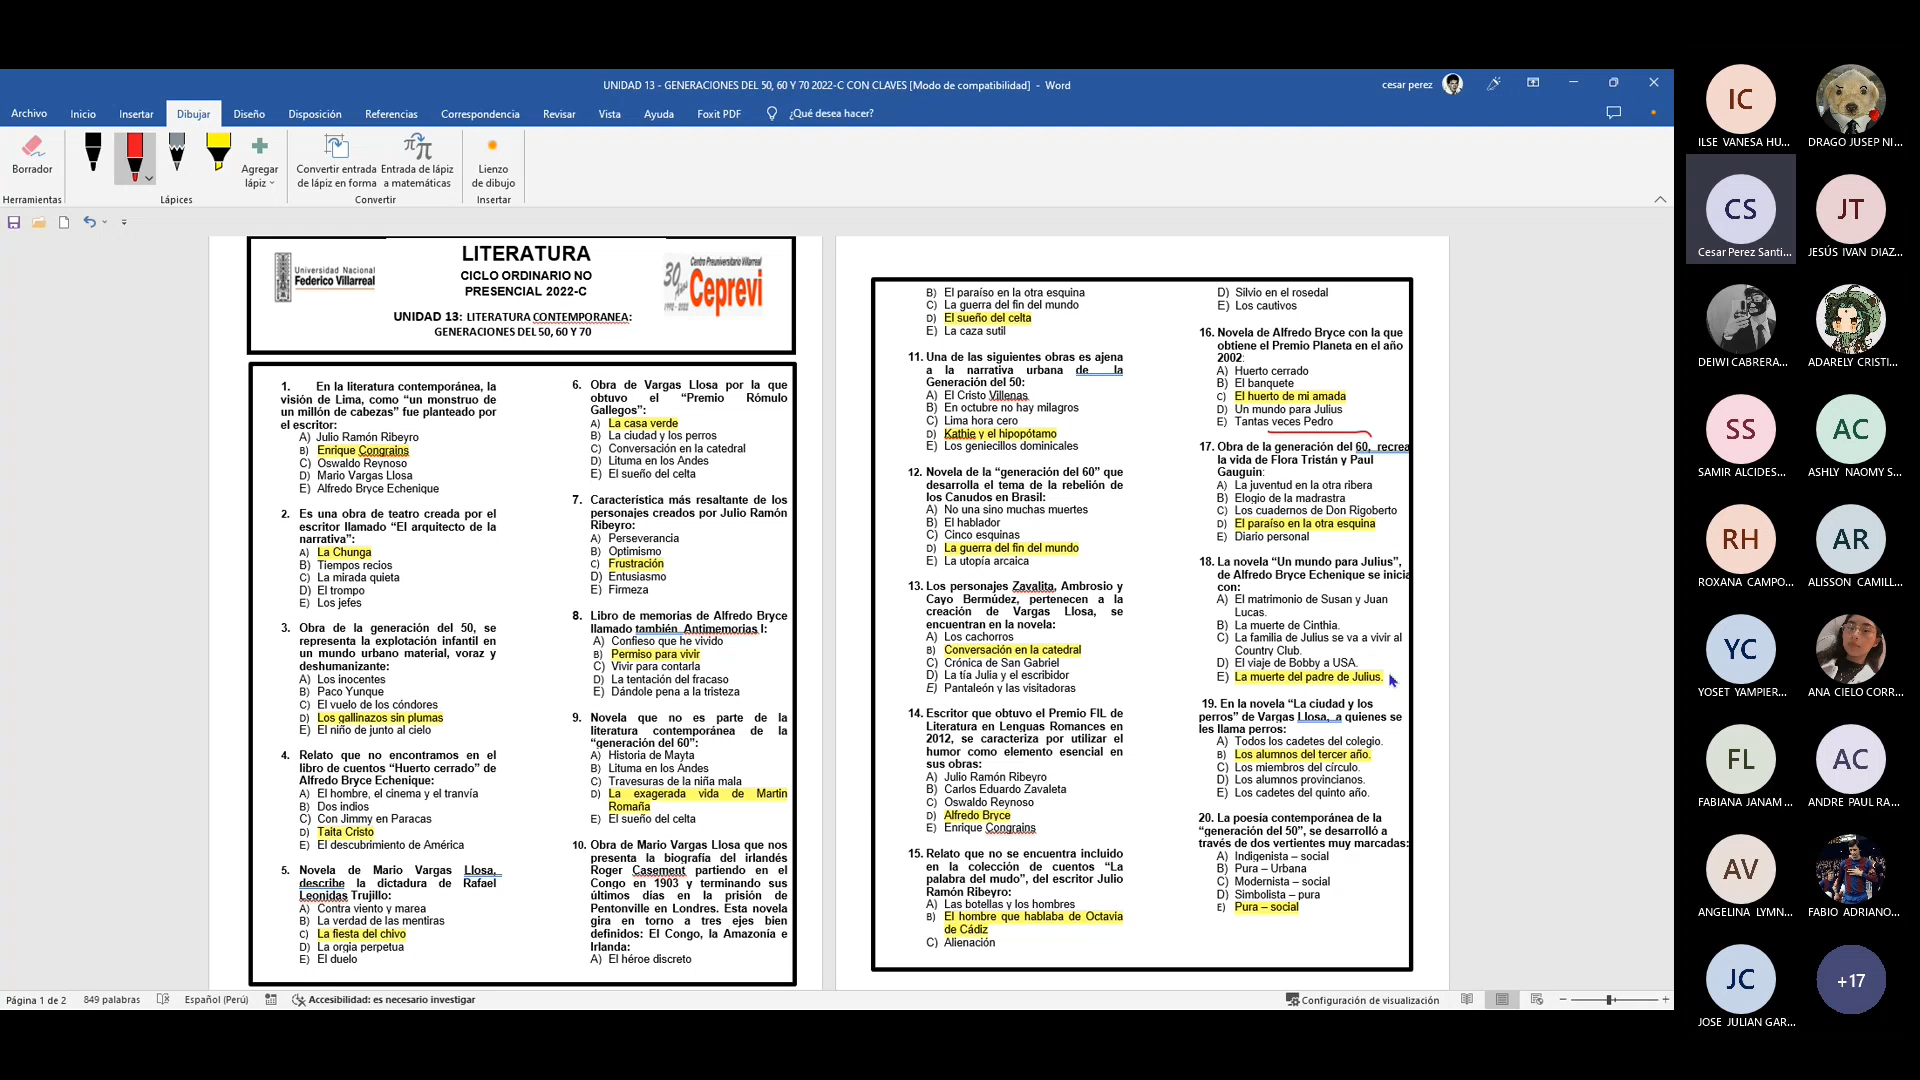 UNIDAD 13 - GENERACIONES DEL 50, 60 Y 70 2022-C CON CLAVES [Modo de compatibilidad] - Word
cesar perez
Archivo
Inicio
Insertar
Dibujar
Diseño
Disposición
Referencias
Correspondencia
Revisar
Vista
Ayuda
Foxit PDF
¿Qué desea hacer?
Borrador
Agregar
lápiz
Convertir entrada
de lápiz en forma
Entrada de lápiz
a matemáticas
Lienzo
de dibujo
Herramientas
Lápices
Convertir
Insertar
Universidad Nacional
Federico Villarreal
LITERATURA
CICLO ORDINARIO NO
PRESENCIAL 2022-C
UNIDAD 13: LITERATURA CONTEMPORANEA:
GENERACIONES DEL 50, 60 Y 70
Centro Preuniversitario Villarreal
30 Años
1992 - 2022
Ceprevi
1. En la literatura contemporánea, la
visión de Lima, como “un monstruo de
un millón de cabezas” fue planteado por
el escritor:
A) Julio Ramón Ribeyro
B) Enrique Congrains
C) Oswaldo Reynoso
D) Mario Vargas Llosa
E) Alfredo Bryce Echenique
2. Es una obra de teatro creada por el
escritor llamado “El arquitecto de la
narrativa”:
A) La Chunga
B) Tiempos recios
C) La mirada quieta
D) El trompo
E) Los jefes
3. Obra de la generación del 50, se
representa la explotación infantil en
un mundo urbano material, voraz y
deshumanizante:
A) Los inocentes
B) Paco Yunque
C) El vuelo de los cóndores
D) Los gallinazos sin plumas
E) El niño de junto al cielo
4. Relato que no encontramos en el
libro de cuentos “Huerto cerrado” de
Alfredo Bryce Echenique:
A) El hombre, el cinema y el tranvía
B) Dos indios
C) Con Jimmy en Paracas
D) Taita Cristo
E) El descubrimiento de América
5. Novela de Mario Vargas Llosa,
describe la dictadura de Rafael
Leonidas Trujillo:
A) Contra viento y marea
B) La verdad de las mentiras
C) La fiesta del chivo
D) La orgia perpetua
E) El duelo
6. Obra de Vargas Llosa por la que
obtuvo el “Premio Rómulo
Gallegos”:
A) La casa verde
B) La ciudad y los perros
C) Conversación en la catedral
D) Lituma en los Andes
E) El sueño del celta
7. Característica más resaltante de los
personajes creados por Julio Ramón
Ribeyro:
A) Perseverancia
B) Optimismo
C) Frustración
D) Entusiasmo
E) Firmeza
8. Libro de memorias de Alfredo Bryce
llamado también Antimemorias I:
A) Confieso que he vivido
B) Permiso para vivir
C) Vivir para contarla
D) La tentación del fracaso
E) Dándole pena a la tristeza
9. Novela que no es parte de la
literatura contemporánea de la
“generación del 60”:
A) Historia de Mayta
B) Lituma en los Andes
C) Travesuras de la niña mala
D) La exagerada vida de Martin
Romaña
E) El sueño del celta
10. Obra de Mario Vargas Llosa que nos
presenta la biografía del irlandés
Roger Casement partiendo en el
Congo en 1903 y terminando sus
últimos días en la prisión de
Pentonville en Londres. Esta novela
gira en torno a tres ejes bien
definidos: El Congo, la Amazonía e
Irlanda:
A) El héroe discreto
B) El paraíso en la otra esquina
C) La guerra del fin del mundo
D) El sueño del celta
E) La caza sutil
11. Una de las siguientes obras es ajena
a la narrativa urbana de la
Generación del 50:
A) El Cristo Villenas
B) En octubre no hay milagros
C) Lima hora cero
D) Kathie y el hipopótamo
E) Los geniecillos dominicales
12. Novela de la “generación del 60” que
desarrolla el tema de la rebelión de
los Canudos en Brasil:
A) No una sino muchas muertes
B) El hablador
C) Cinco esquinas
D) La guerra del fin del mundo
E) La utopía arcaica
13. Los personajes Zavalita, Ambrosio y
Cayo Bermúdez, pertenecen a la
creación de Vargas Llosa, se
encuentran en la novela:
A) Los cachorros
B) Conversación en la catedral
C) Crónica de San Gabriel
D) La tía Julia y el escribidor
E) Pantaleón y las visitadoras
14. Escritor que obtuvo el Premio FIL de
Literatura en Lenguas Romances en
2012, se caracteriza por utilizar el
humor como elemento esencial en
sus obras:
A) Julio Ramón Ribeyro
B) Carlos Eduardo Zavaleta
C) Oswaldo Reynoso
D) Alfredo Bryce
E) Enrique Congrains
15. Relato que no se encuentra incluido
en la colección de cuentos “La
palabra del mudo”, del escritor Julio
Ramón Ribeyro:
A) Las botellas y los hombres
B) El hombre que hablaba de Octavia
de Cádiz
C) Alienación
D) Silvio en el rosedal
E) Los cautivos
16. Novela de Alfredo Bryce con la que
obtiene el Premio Planeta en el año
2002:
A) Huerto cerrado
B) El banquete
C) El huerto de mi amada
D) Un mundo para Julius
E) Tantas veces Pedro
17. Obra de la generación del 60, recrea
la vida de Flora Tristán y Paul
Gauguin:
A) La juventud en la otra ribera
B) Elogio de la madrastra
C) Los cuadernos de Don Rigoberto
D) El paraíso en la otra esquina
E) Diario personal
18. La novela “Un mundo para Julius”,
de Alfredo Bryce Echenique se inicia
con:
A) El matrimonio de Susan y Juan
Lucas.
B) La muerte de Cinthia.
C) La familia de Julius se va a vivir al
Country Club.
D) El viaje de Bobby a USA.
E) La muerte del padre de Julius.
19. En la novela “La ciudad y los
perros” de Vargas Llosa, a quienes se
les llama perros:
A) Todos los cadetes del colegio.
B) Los alumnos del tercer año.
C) Los miembros del círculo.
D) Los alumnos provincianos.
E) Los cadetes del quinto año.
20. La poesía contemporánea de la
“generación del 50”, se desarrolló a
través de dos vertientes muy marcadas:
A) Indigenista – social
B) Pura – Urbana
C) Modernista – social
D) Simbolista – pura
E) Pura – social
Página 1 de 2
849 palabras
Español (Perú)
Accesibilidad: es necesario investigar
Configuración de visualización
IC
ILSE VANESA HU...
DRAGO JUSEP NI...
CS
Cesar Perez Santi...
JT
JESÚS IVAN DIAZ...
DEIWI CABRERA...
ADARELY CRISTI...
SS
SAMIR ALCIDES...
AC
ASHLY NAOMY S...
RH
ROXANA CAMPO...
AR
ALISSON CAMILL...
YC
YOSET YAMPIER...
ANA CIELO CORR...
FL
FABIANA JANAM...
AC
ANDRE PAUL RA...
AV
ANGELINA LYMN...
FABIO ADRIANO...
JC
JOSE JULIAN GAR...
+17